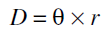 D = θ × r